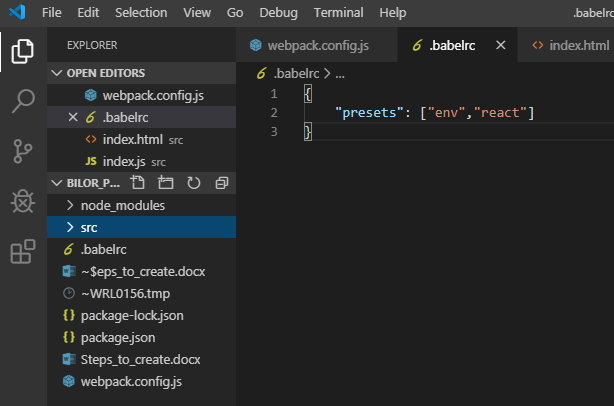 File Edit Selection View Go Debug Terminal Help .babelrc
EXPLORER
webpack.config.js
.babelrc
index.html
OPEN EDITORS
webpack.config.js
.babelrc
index.html src
JS index.js src
BILOR_P...
node_modules
src
.babelrc
~$eps_to_create.docx
~WRL0156.tmp
{} package-lock.json
{} package.json
Steps_to_create.docx
webpack.config.js
.babelrc > ...
1 {
2 "presets": ["env","react"]
3 }